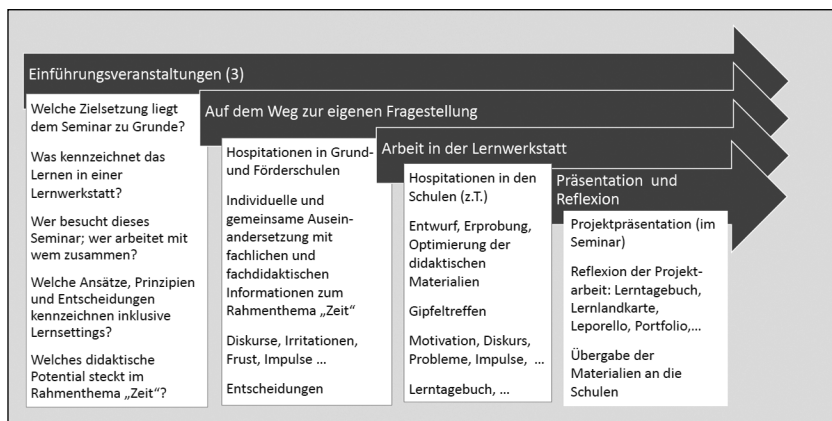 Einführungsveranstaltungen (3)
Welche Zielsetzung liegt
dem Seminar zu Grunde?
Was kennzeichnet das
Lernen in einer
Lernwerkstatt?
Wer besucht dieses
Seminar; wer arbeitet mit
wem zusammen?
Welche Ansätze, Prinzipien
und Entscheidungen
kennzeichnen inklusive
Lernsettings?
Welches didaktische
Potential steckt im
Rahmenthema „Zeit“?
Auf dem Weg zur eigenen Fragestellung
Hospitationen in Grund-
und Förderschulen
Individuelle und
gemeinsame Ausein-
andersetzung mit
fachlichen und
fachdidaktischen
Informationen zum
Rahmenthema „Zeit“
Diskurse, Irritationen,
Frust, Impulse ...
Entscheidungen
Arbeit in der Lernwerkstatt
Hospitationen in den
Schulen (z.T.)
Entwurf, Erprobung,
Optimierung der
didaktischen
Materialien
Gipfeltreffen
Motivation, Diskurs,
Probleme, Impulse, ...
Lerntagebuch, ...
Präsentation und
Reflexion
Projektpräsentation (im
Seminar)
Reflexion der Projekt-
arbeit: Lerntagebuch,
Lernlandkarte,
Leporello, Portfolio,...
Übergabe der
Materialien an die
Schulen